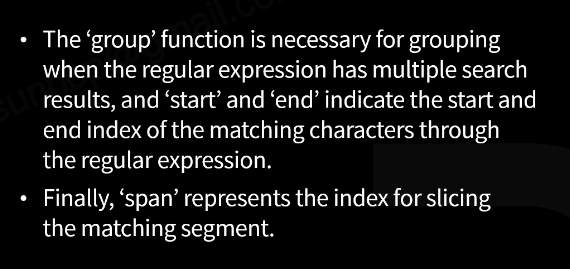 • The ‘group’ function is necessary for grouping
when the regular expression has multiple search
results, and ‘start’ and ‘end’ indicate the start and
end index of the matching characters through
the regular expression.
• Finally, ‘span’ represents the index for slicing
the matching segment.